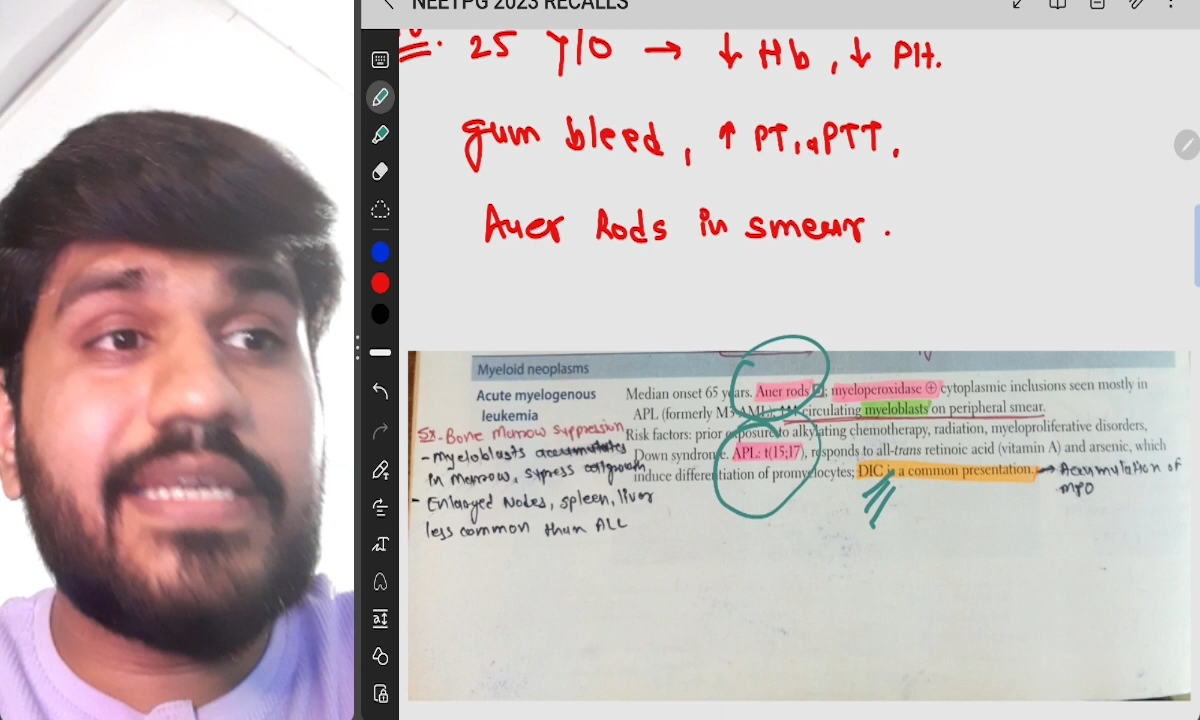 NEETPG 2023 RECALLS
25 Y/O → ↓ Hb, ↓ Plt.
gum bleed, ↑ PT, aPTT.
Auer Rods in smear.
Myeloid neoplasms
Acute myelogenous
leukemia
Median onset 65 years. Auer rods; myeloperoxidase ⊕ cytoplasmic inclusions seen mostly in
APL (formerly M3 AML); circulating myeloblasts on peripheral smear.
Risk factors: prior exposure to alkylating chemotherapy, radiation, myeloproliferative disorders,
Down syndrome. APL: t(15;17), responds to all-trans retinoic acid (vitamin A) and arsenic, which
induce differentiation of promyelocytes; DIC is a common presentation.
→ Accumulation of
MPO
Sx - Bone Marrow Suppression
- Myeloblasts accumulates
in marrow,
- Enlarged Nodes, spleen, liver
less common than ALL